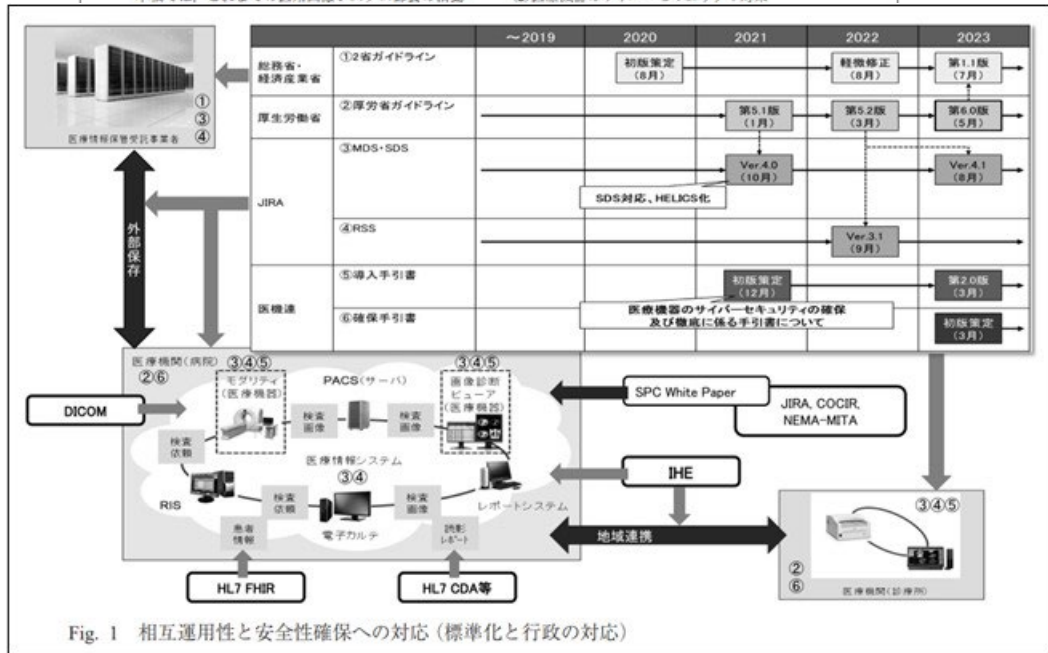 ～2019 2020 2021 2022 2023
総務省・
経済産業省
①2省ガイドライン
初版策定
(8月)
軽微修正
(8月)
第1.1版
(7月)
厚生労働省
②厚労省ガイドライン
第5.1版
(1月)
第5.2版
(3月)
第6.0版
(5月)
JIRA
③MDS・SDS
Ver.4.0
(10月)
Ver.4.1
(8月)
SDS対応、HELICS化
④RSS
Ver.3.1
(9月)
医機連
⑤導入手引書
初版策定
(12月)
第2.0版
(3月)
医療機器のサイバーセキュリティの確保
及び徹底に係る手引書について
⑥確保手引書
初版策定
(3月)
①
③
④
医療情報保管受託事業者
外部保存
医療機関(病院)
②⑥
③④⑤
モダリティ
(医療機器)
PACS(サーバ)
③④⑤
画像診断
ビューア
(医療機器)
検査
画像
検査
画像
検査
依頼
医療情報システム
③④
RIS
検査
依頼
電子カルテ
検査
画像
レポートシステム
患者
情報
読影
レポート
DICOM
HL7 FHIR
HL7 CDA等
SPC White Paper
JIRA, COCIR,
NEMA-MITA
IHE
地域連携
③④⑤
②
⑥
医療機関(診療所)
Fig. 1 相互運用性と安全性確保への対応（標準化と行政の対応）